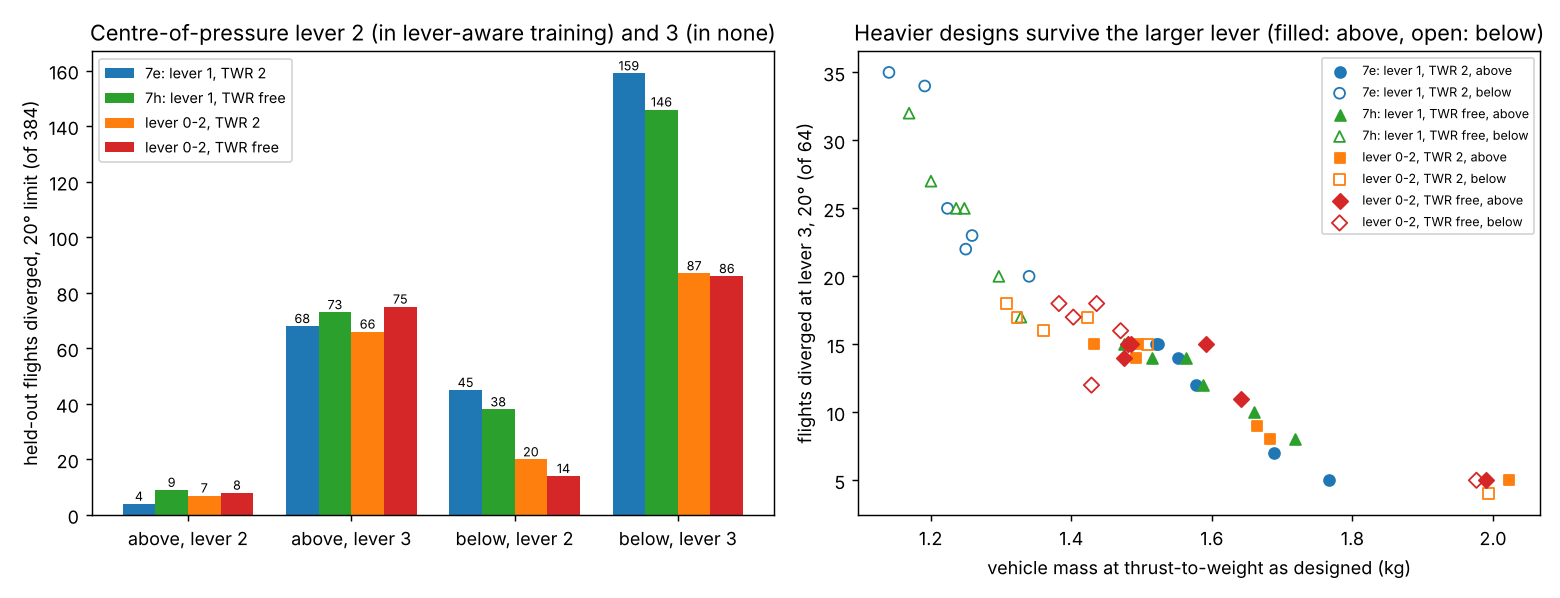 Centre-of-pressure lever 2 (in lever-aware training) and 3 (in none)
held-out flights diverged, 20° limit (of 384)
160
140
120
100
80
60
40
20
0
7e: lever 1, TWR 2
7h: lever 1, TWR free
lever 0-2, TWR 2
lever 0-2, TWR free
4
9
7
8
68
73
66
75
45
38
20
14
159
146
87
86
above, lever 2
above, lever 3
below, lever 2
below, lever 3
Heavier designs survive the larger lever (filled: above, open: below)
flights diverged at lever 3, 20° (of 64)
35
30
25
20
15
10
5
7e: lever 1, TWR 2, above
7e: lever 1, TWR 2, below
7h: lever 1, TWR free, above
7h: lever 1, TWR free, below
lever 0-2, TWR 2, above
lever 0-2, TWR 2, below
lever 0-2, TWR free, above
lever 0-2, TWR free, below
1.2
1.4
1.6
1.8
2.0
vehicle mass at thrust-to-weight as designed (kg)